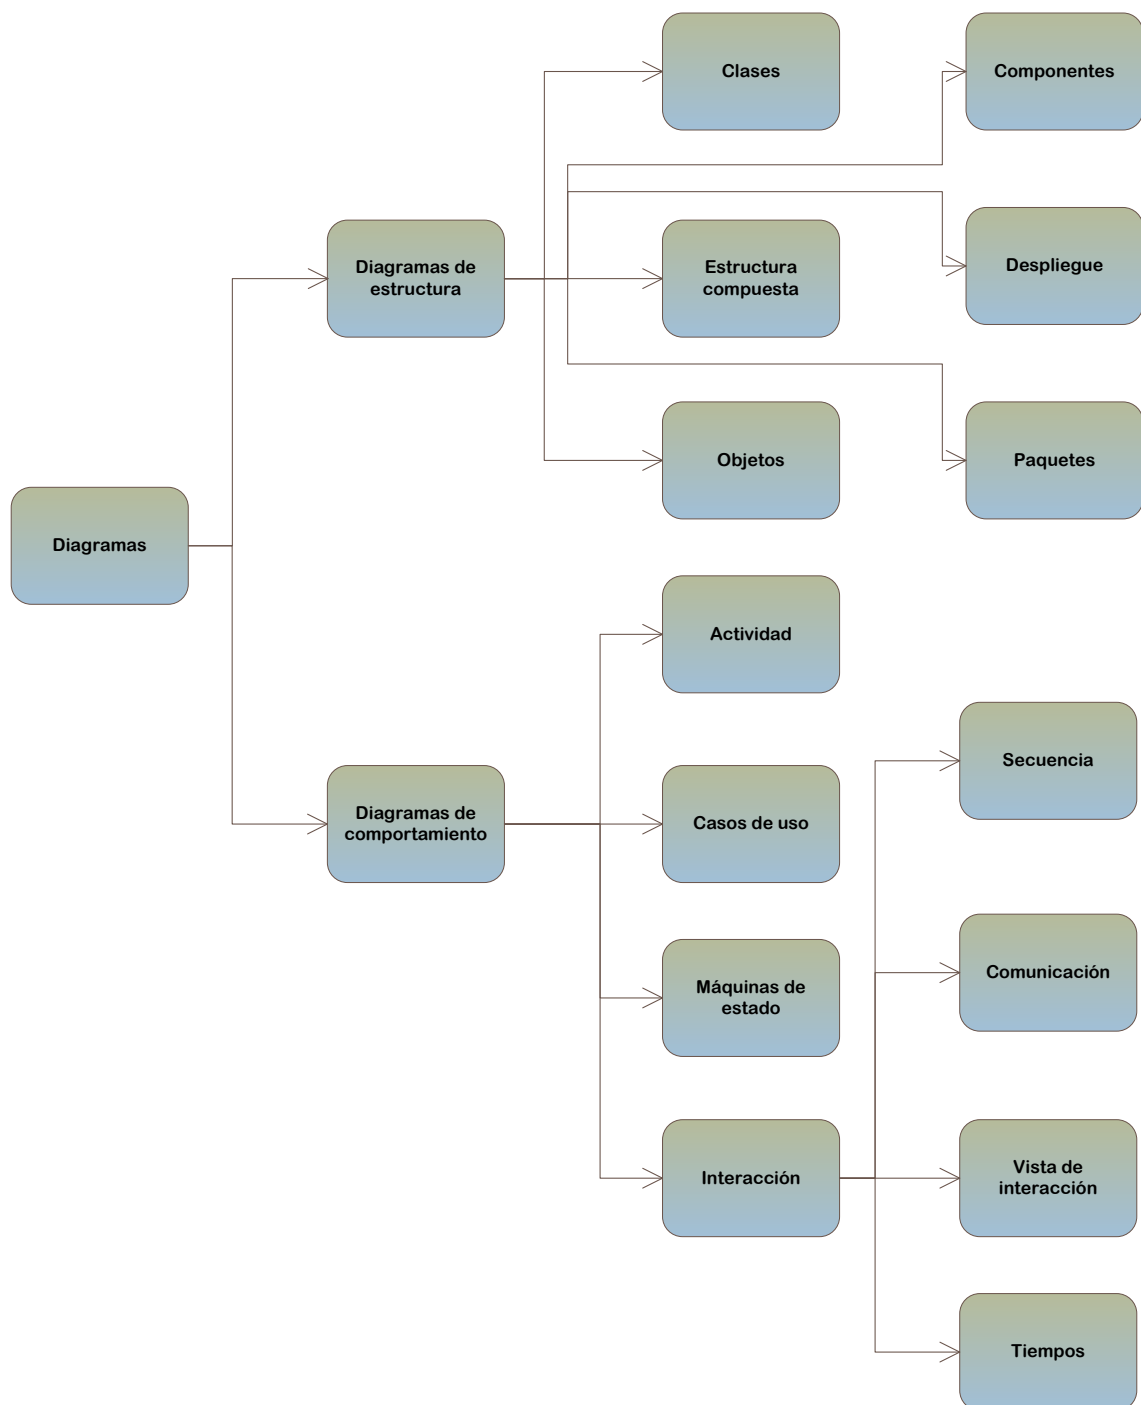 Clases
Componentes
Diagramas de
estructura
Estructura
compuesta
Despliegue
Objetos
Paquetes
Diagramas
Actividad
Secuencia
Diagramas de
comportamiento
Casos de uso
Máquinas de
estado
Comunicación
Interacción
Vista de
interacción
Tiempos